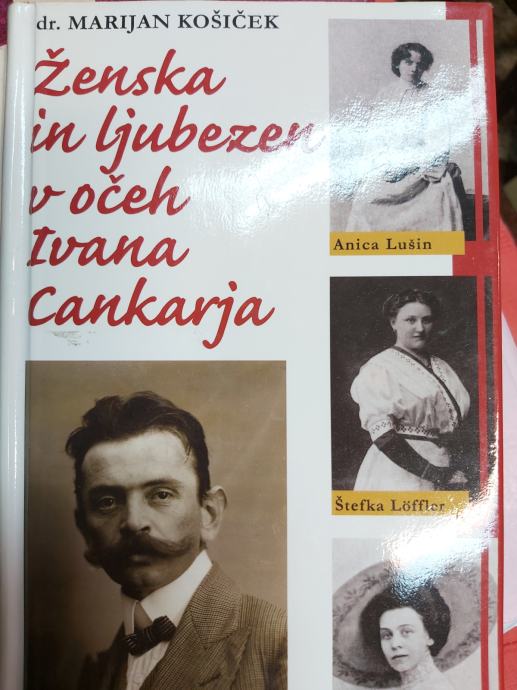 dr. MARIJAN KOŠIČEK
Ženska
in ljubezen
v očeh
Ivana
Cankarja
Anica Lušin
Štefka Löffler